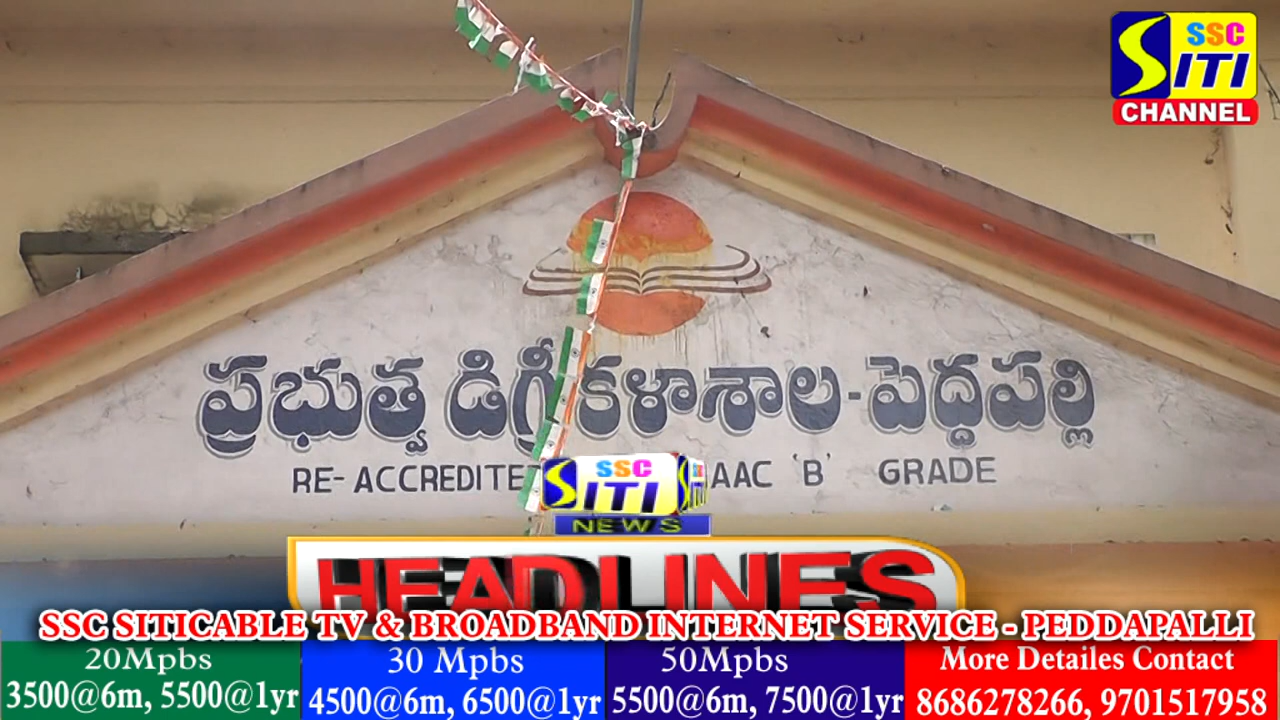 SSC
SITI
CHANNEL
ప్రభుత్వ డిగ్రీ కళాశాల-పెద్దపల్లి
RE-ACCREDITE AAC 'B' GRADE
SSC
SITI
NEWS
HEADLINES
SSC SITICABLE TV & BROADBAND INTERNET SERVICE - PEDDAPALLI
20Mpbs
3500@6m, 5500@1yr
30 Mpbs
4500@6m, 6500@1yr
50Mpbs
5500@6m, 7500@1yr
More Detailes Contact
8686278266, 9701517958